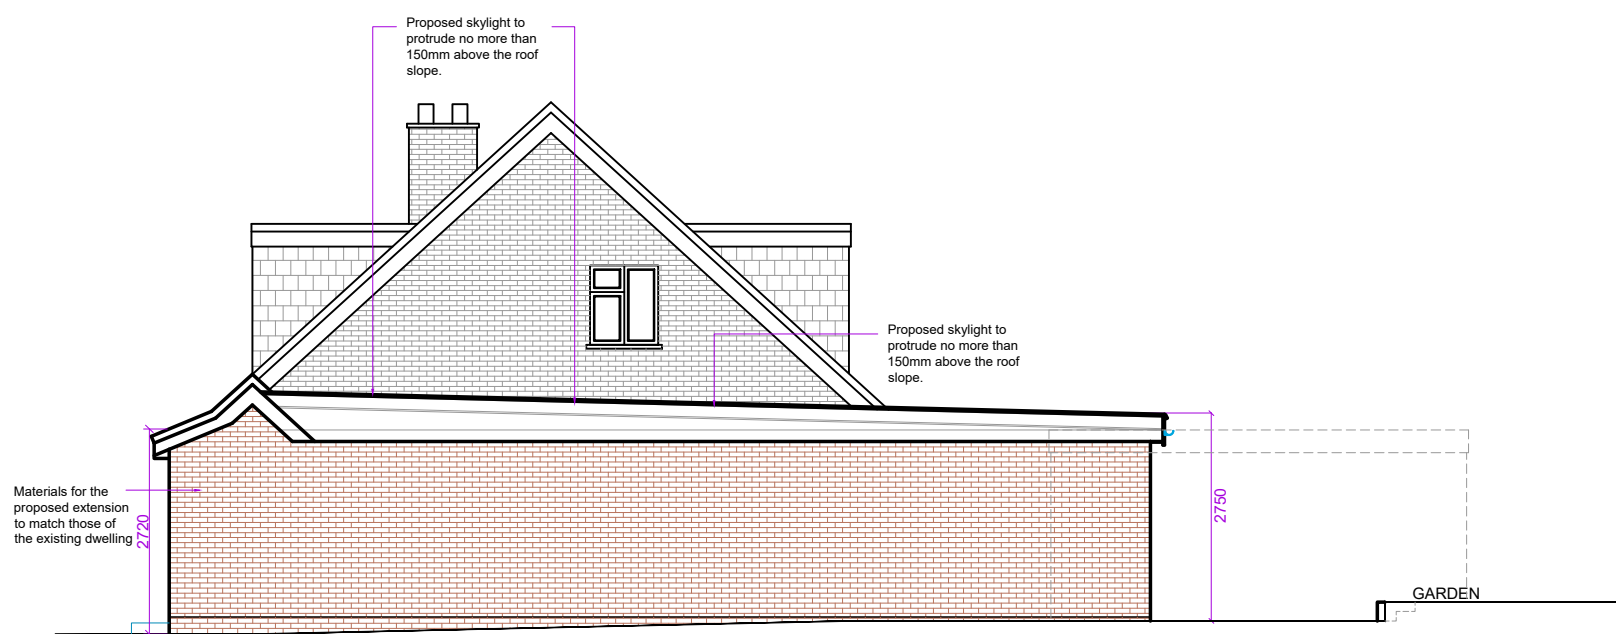 Proposed skylight to
protrude no more than
150mm above the roof
slope.
Proposed skylight to
protrude no more than
150mm above the roof
slope.
Materials for the
proposed extension
to match those of
the existing dwelling
2720
2750
GARDEN